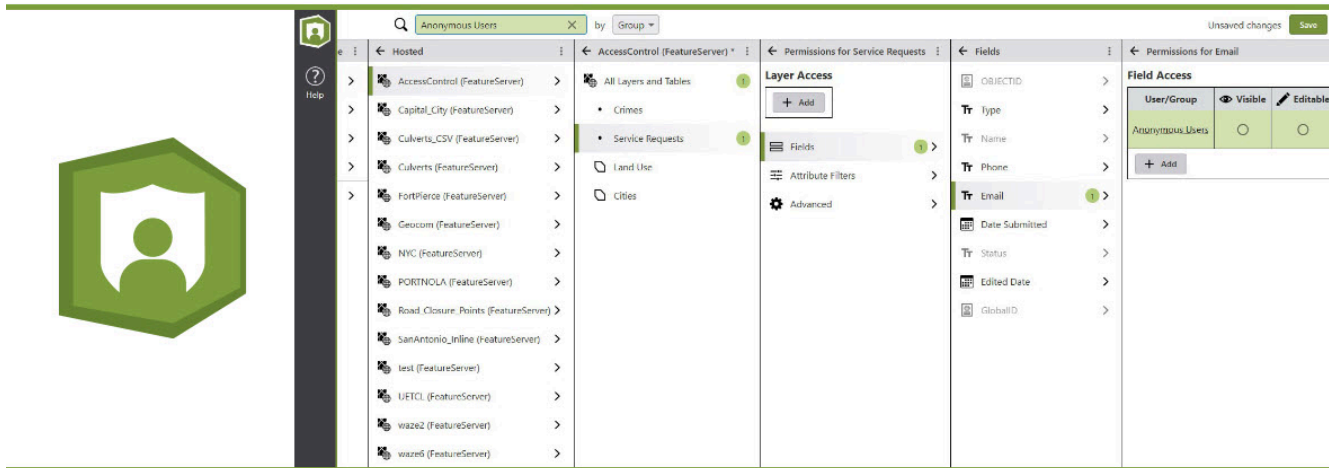 Anonymous Users
by
Group
Unsaved changes
Save
Help
e
Hosted
AccessControl (FeatureServer)
Capital_City (FeatureServer)
Culverts_CSV (FeatureServer)
Culverts (FeatureServer)
FortPierce (FeatureServer)
Geocom (FeatureServer)
NYC (FeatureServer)
PORTNOLA (FeatureServer)
Road_Closure_Points (FeatureServer)
SanAntonio_Inline (FeatureServer)
test (FeatureServer)
UETCL (FeatureServer)
waze2 (FeatureServer)
waze6 (FeatureServer)
AccessControl (FeatureServer) *
All Layers and Tables 1
Crimes
Service Requests 1
Land Use
Cities
Permissions for Service Requests
Layer Access
+ Add
Fields 1
Attribute Filters
Advanced
Fields
OBJECTID
Type
Name
Phone
Email 1
Date Submitted
Status
Edited Date
GlobalID
Permissions for Email
Field Access
User/Group Visible Editable
Anonymous Users
+ Add